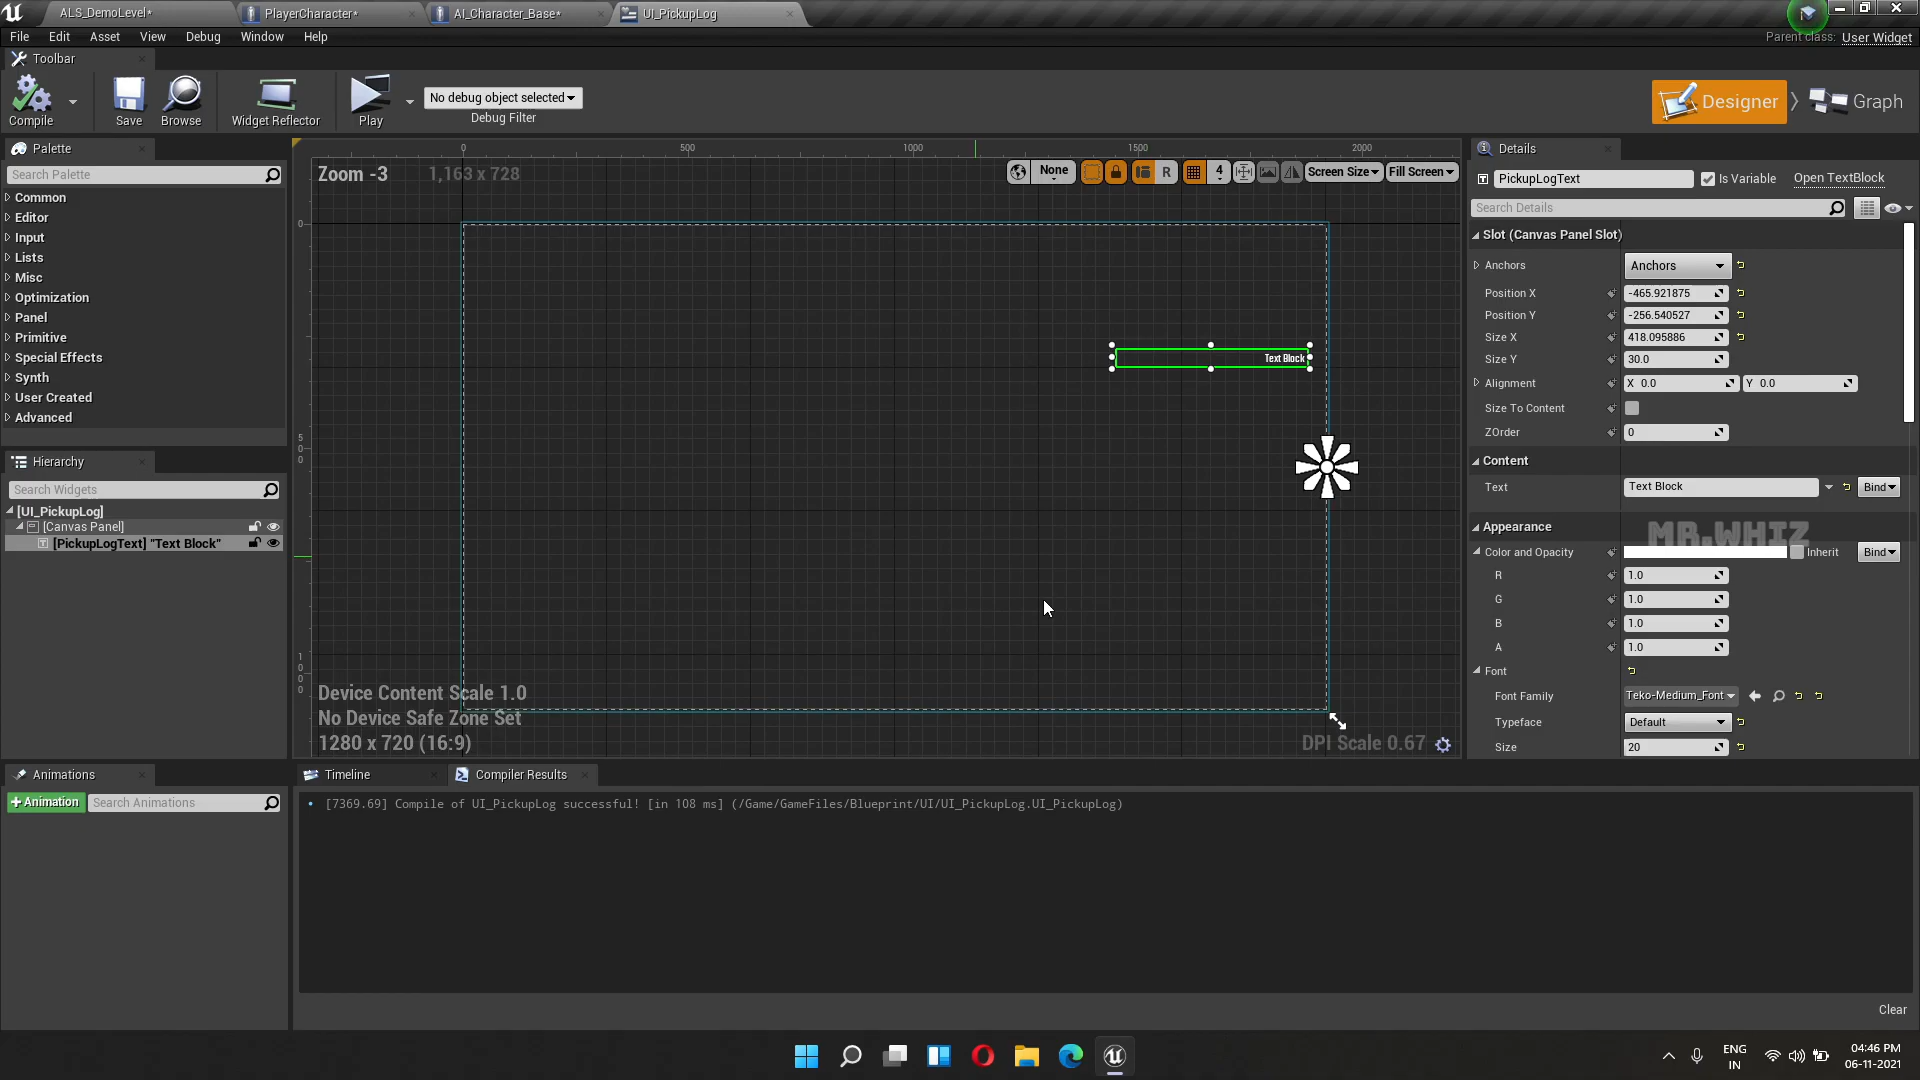 ALS_DemoLevel*
PlayerCharacter*
AI_Character_Base*
UI_PickupLog
File Edit Asset View Debug Window Help
Parent class: User Widget
Toolbar
Compile
Save
Browse
Widget Reflector
Play
No debug object selected
Debug Filter
Designer
Graph
Palette
Search Palette
Common
Editor
Input
Lists
Misc
Optimization
Panel
Primitive
Special Effects
Synth
User Created
Advanced
Hierarchy
Search Widgets
[UI_PickupLog]
[Canvas Panel]
[PickupLogText] "Text Block"
Animations
+Animation
Search Animations
0 500 1000 1500 2000
Zoom -3 1,163 x 728
None R 4 Screen Size Fill Screen
0
500
1000
Text Block
Device Content Scale 1.0
No Device Safe Zone Set
1280 x 720 (16:9)
DPI Scale 0.67
Details
PickupLogText Is Variable Open TextBlock
Search Details
Slot (Canvas Panel Slot)
Anchors Anchors
Position X -465.921875
Position Y -256.540527
Size X 418.095886
Size Y 30.0
Alignment X 0.0 Y 0.0
Size To Content
ZOrder 0
Content
Text Text Block Bind
Appearance
MR.WHIZ
Color and Opacity Inherit Bind
R 1.0
G 1.0
B 1.0
A 1.0
Font
Font Family Teko-Medium_Font
Typeface Default
Size 20
Timeline
Compiler Results
[7369.69] Compile of UI_PickupLog successful! [in 108 ms] (/Game/GameFiles/Blueprint/UI/UI_PickupLog.UI_PickupLog)
Clear
ENG
IN
04:46 PM
06-11-2021